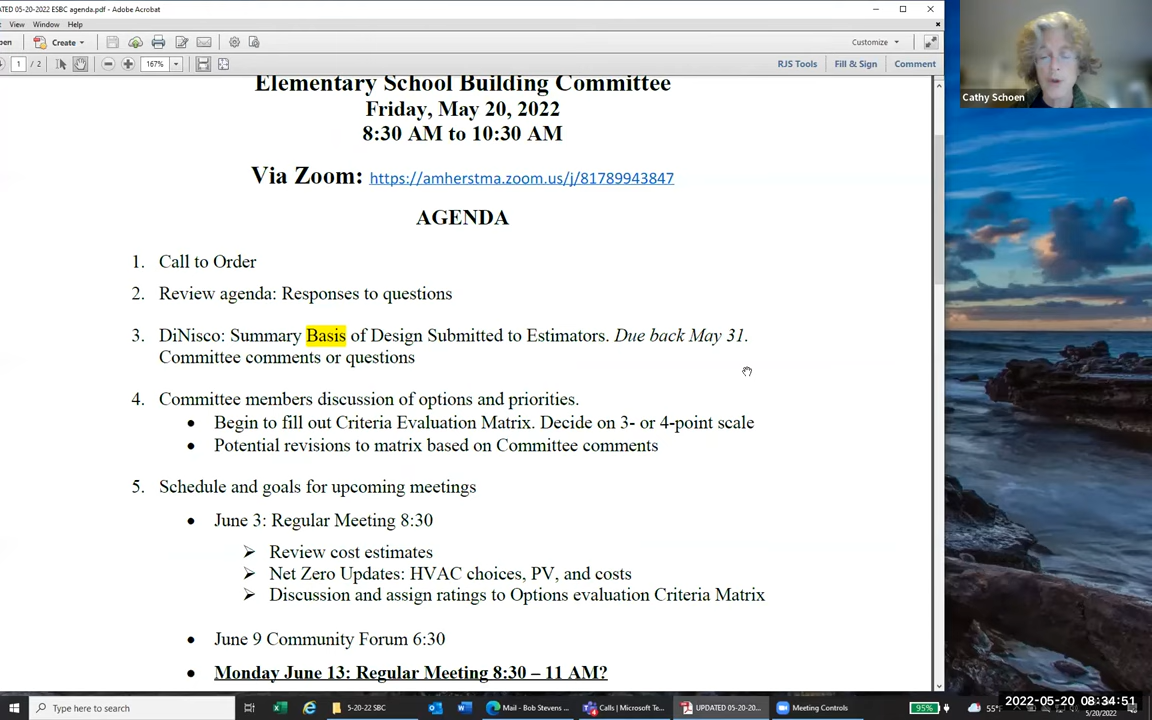 TED 05-20-2022 ESBC agenda.pdf - Adobe Acrobat
View Window Help
Create
Customize
1 / 2 167% RJS Tools Fill & Sign Comment
Elementary School Building Committee
Friday, May 20, 2022
8:30 AM to 10:30 AM
Via Zoom: https://amherstma.zoom.us/j/81789943847
AGENDA
1. Call to Order
2. Review agenda: Responses to questions
3. DiNisco: Summary Basis of Design Submitted to Estimators. Due back May 31.
Committee comments or questions
4. Committee members discussion of options and priorities.
• Begin to fill out Criteria Evaluation Matrix. Decide on 3- or 4-point scale
• Potential revisions to matrix based on Committee comments
5. Schedule and goals for upcoming meetings
• June 3: Regular Meeting 8:30
➢ Review cost estimates
➢ Net Zero Updates: HVAC choices, PV, and costs
➢ Discussion and assign ratings to Options evaluation Criteria Matrix
• June 9 Community Forum 6:30
• Monday June 13: Regular Meeting 8:30 – 11 AM?
Cathy Schoen
Type here to search
5-20-22 SBC
Mail - Bob Stevens ...
Calls | Microsoft Te...
UPDATED 05-20-20...
Meeting Controls
95%
55°
2022-05-20 08:34:51
5/20/2022